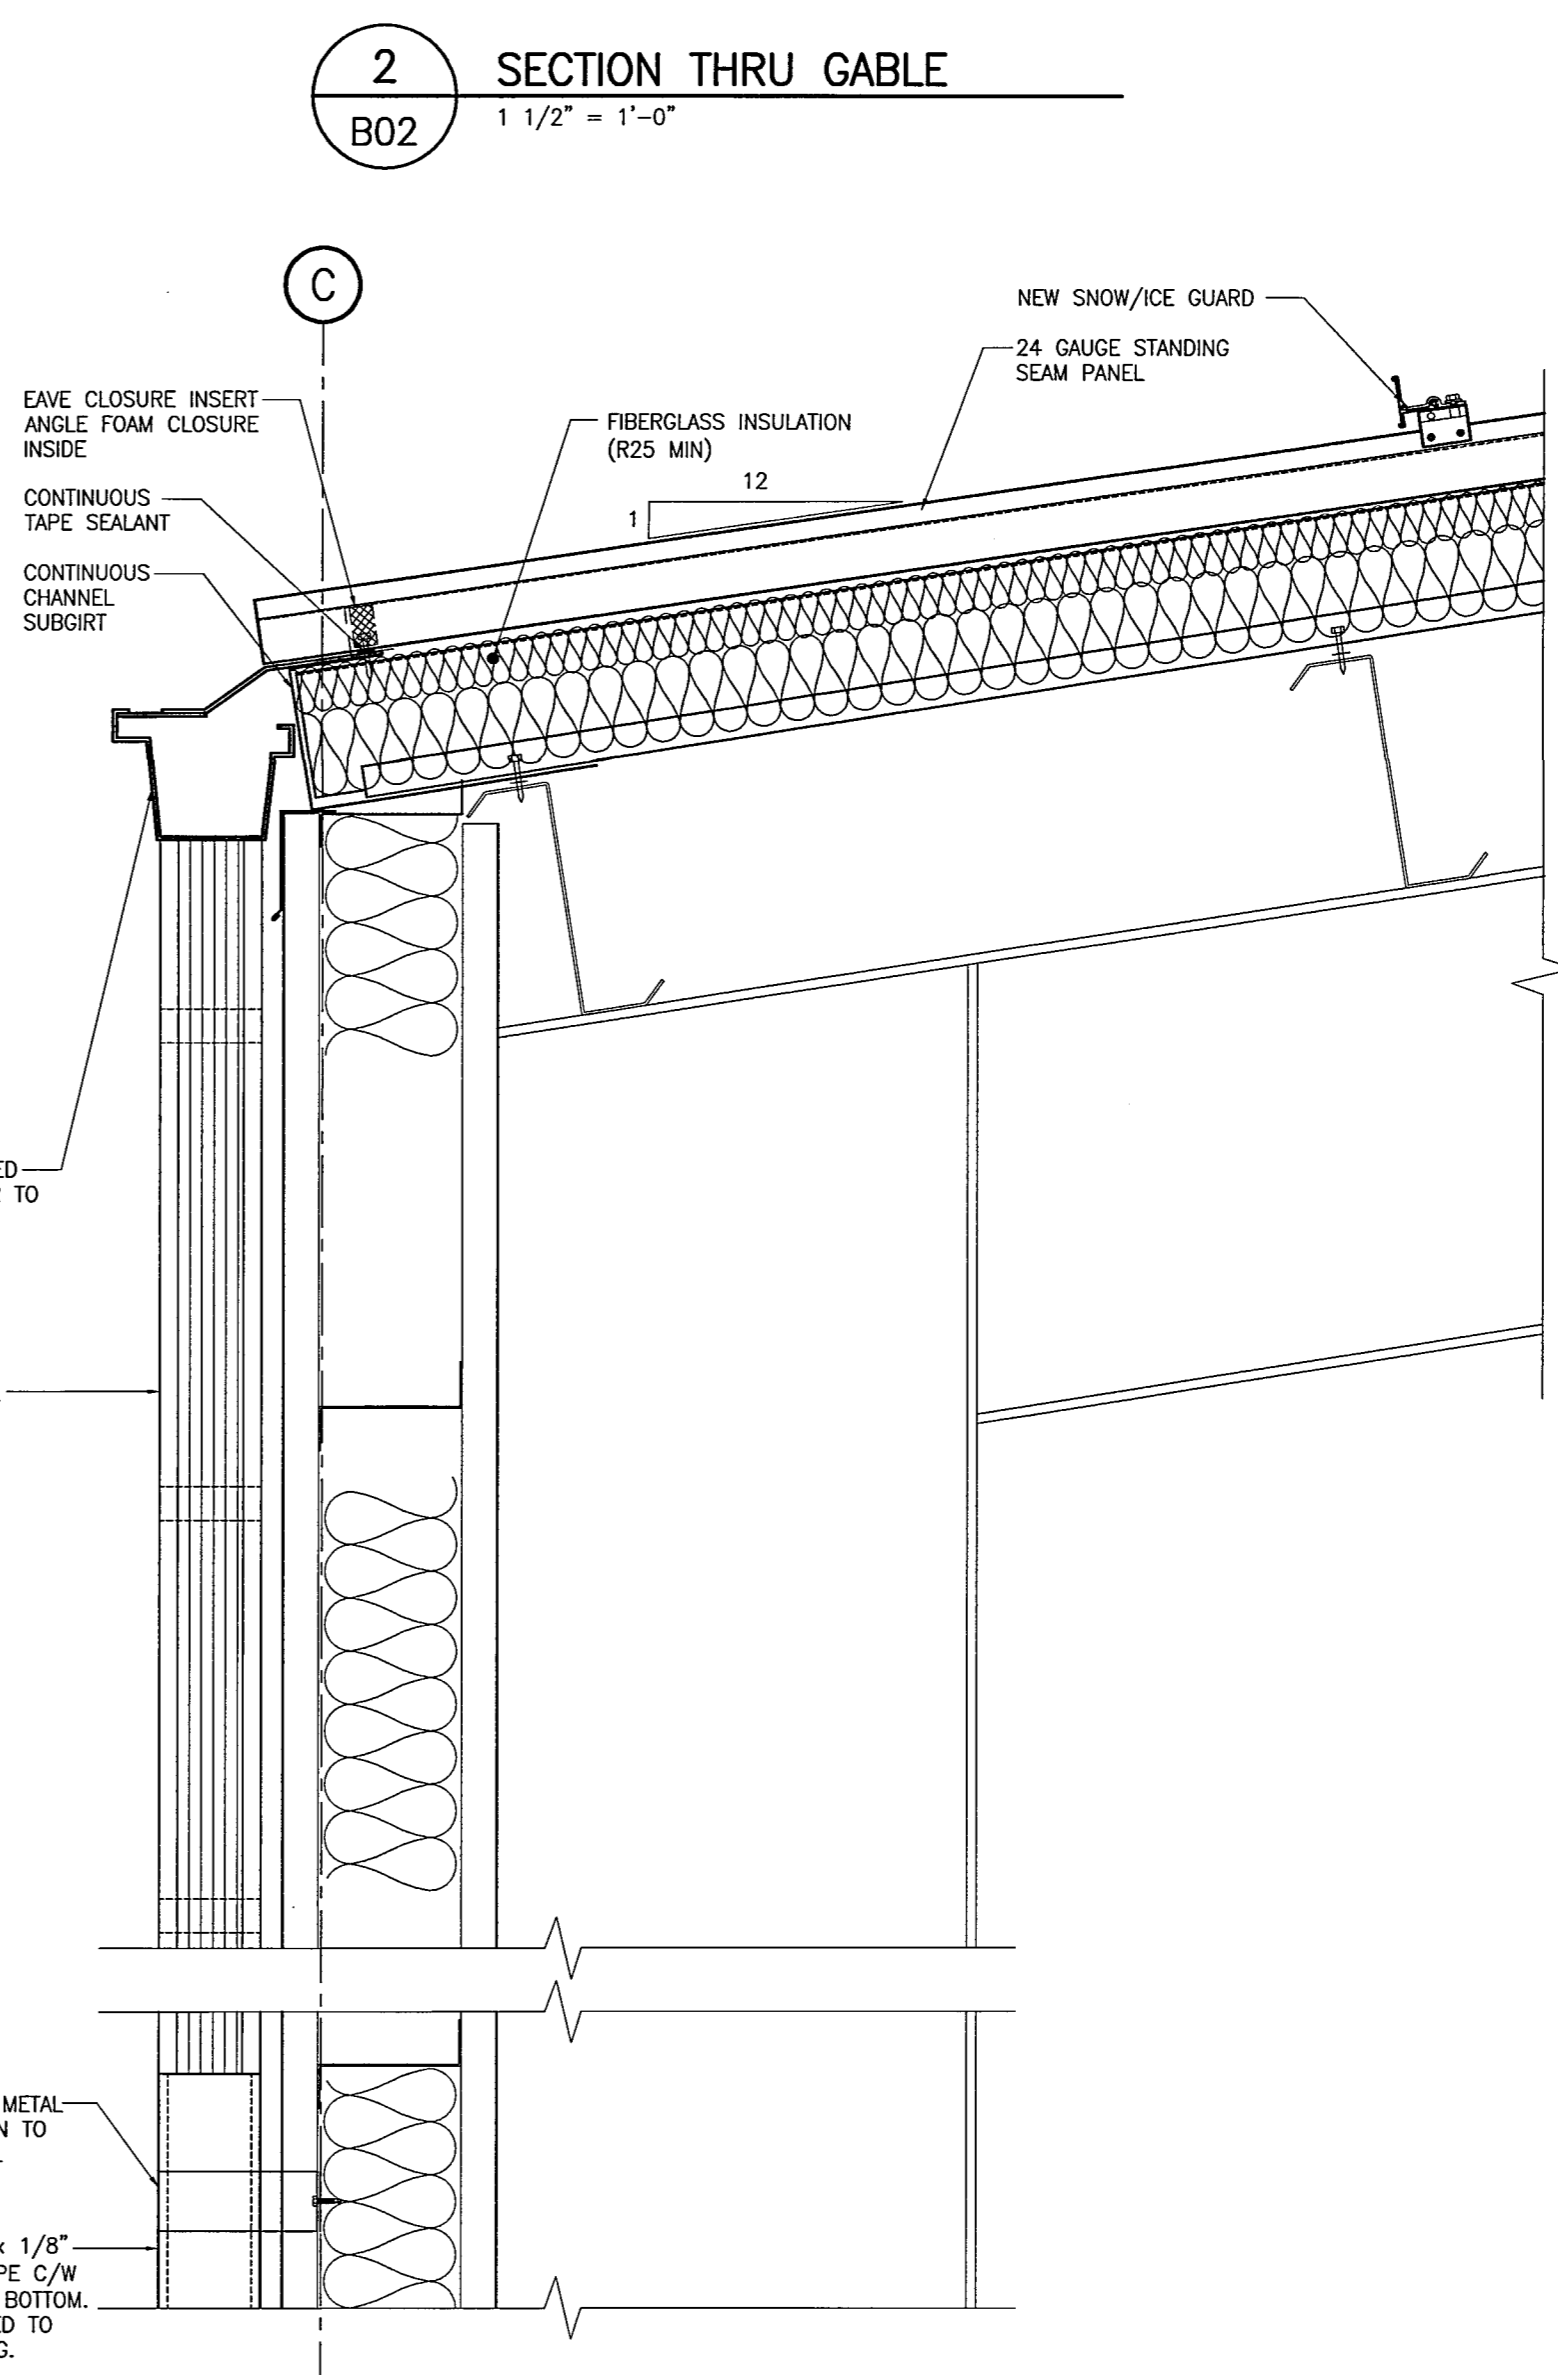 2
B02
SECTION THRU GABLE
1 1/2" = 1'-0"
C
NEW SNOW/ICE GUARD
24 GAUGE STANDING
SEAM PANEL
EAVE CLOSURE INSERT
ANGLE FOAM CLOSURE
INSIDE
FIBERGLASS INSULATION
(R25 MIN)
12
1
CONTINUOUS
TAPE SEALANT
CONTINUOUS
CHANNEL
SUBGIRT
TO
METAL
TO
1/8"
C/W
BOTTOM.
TO